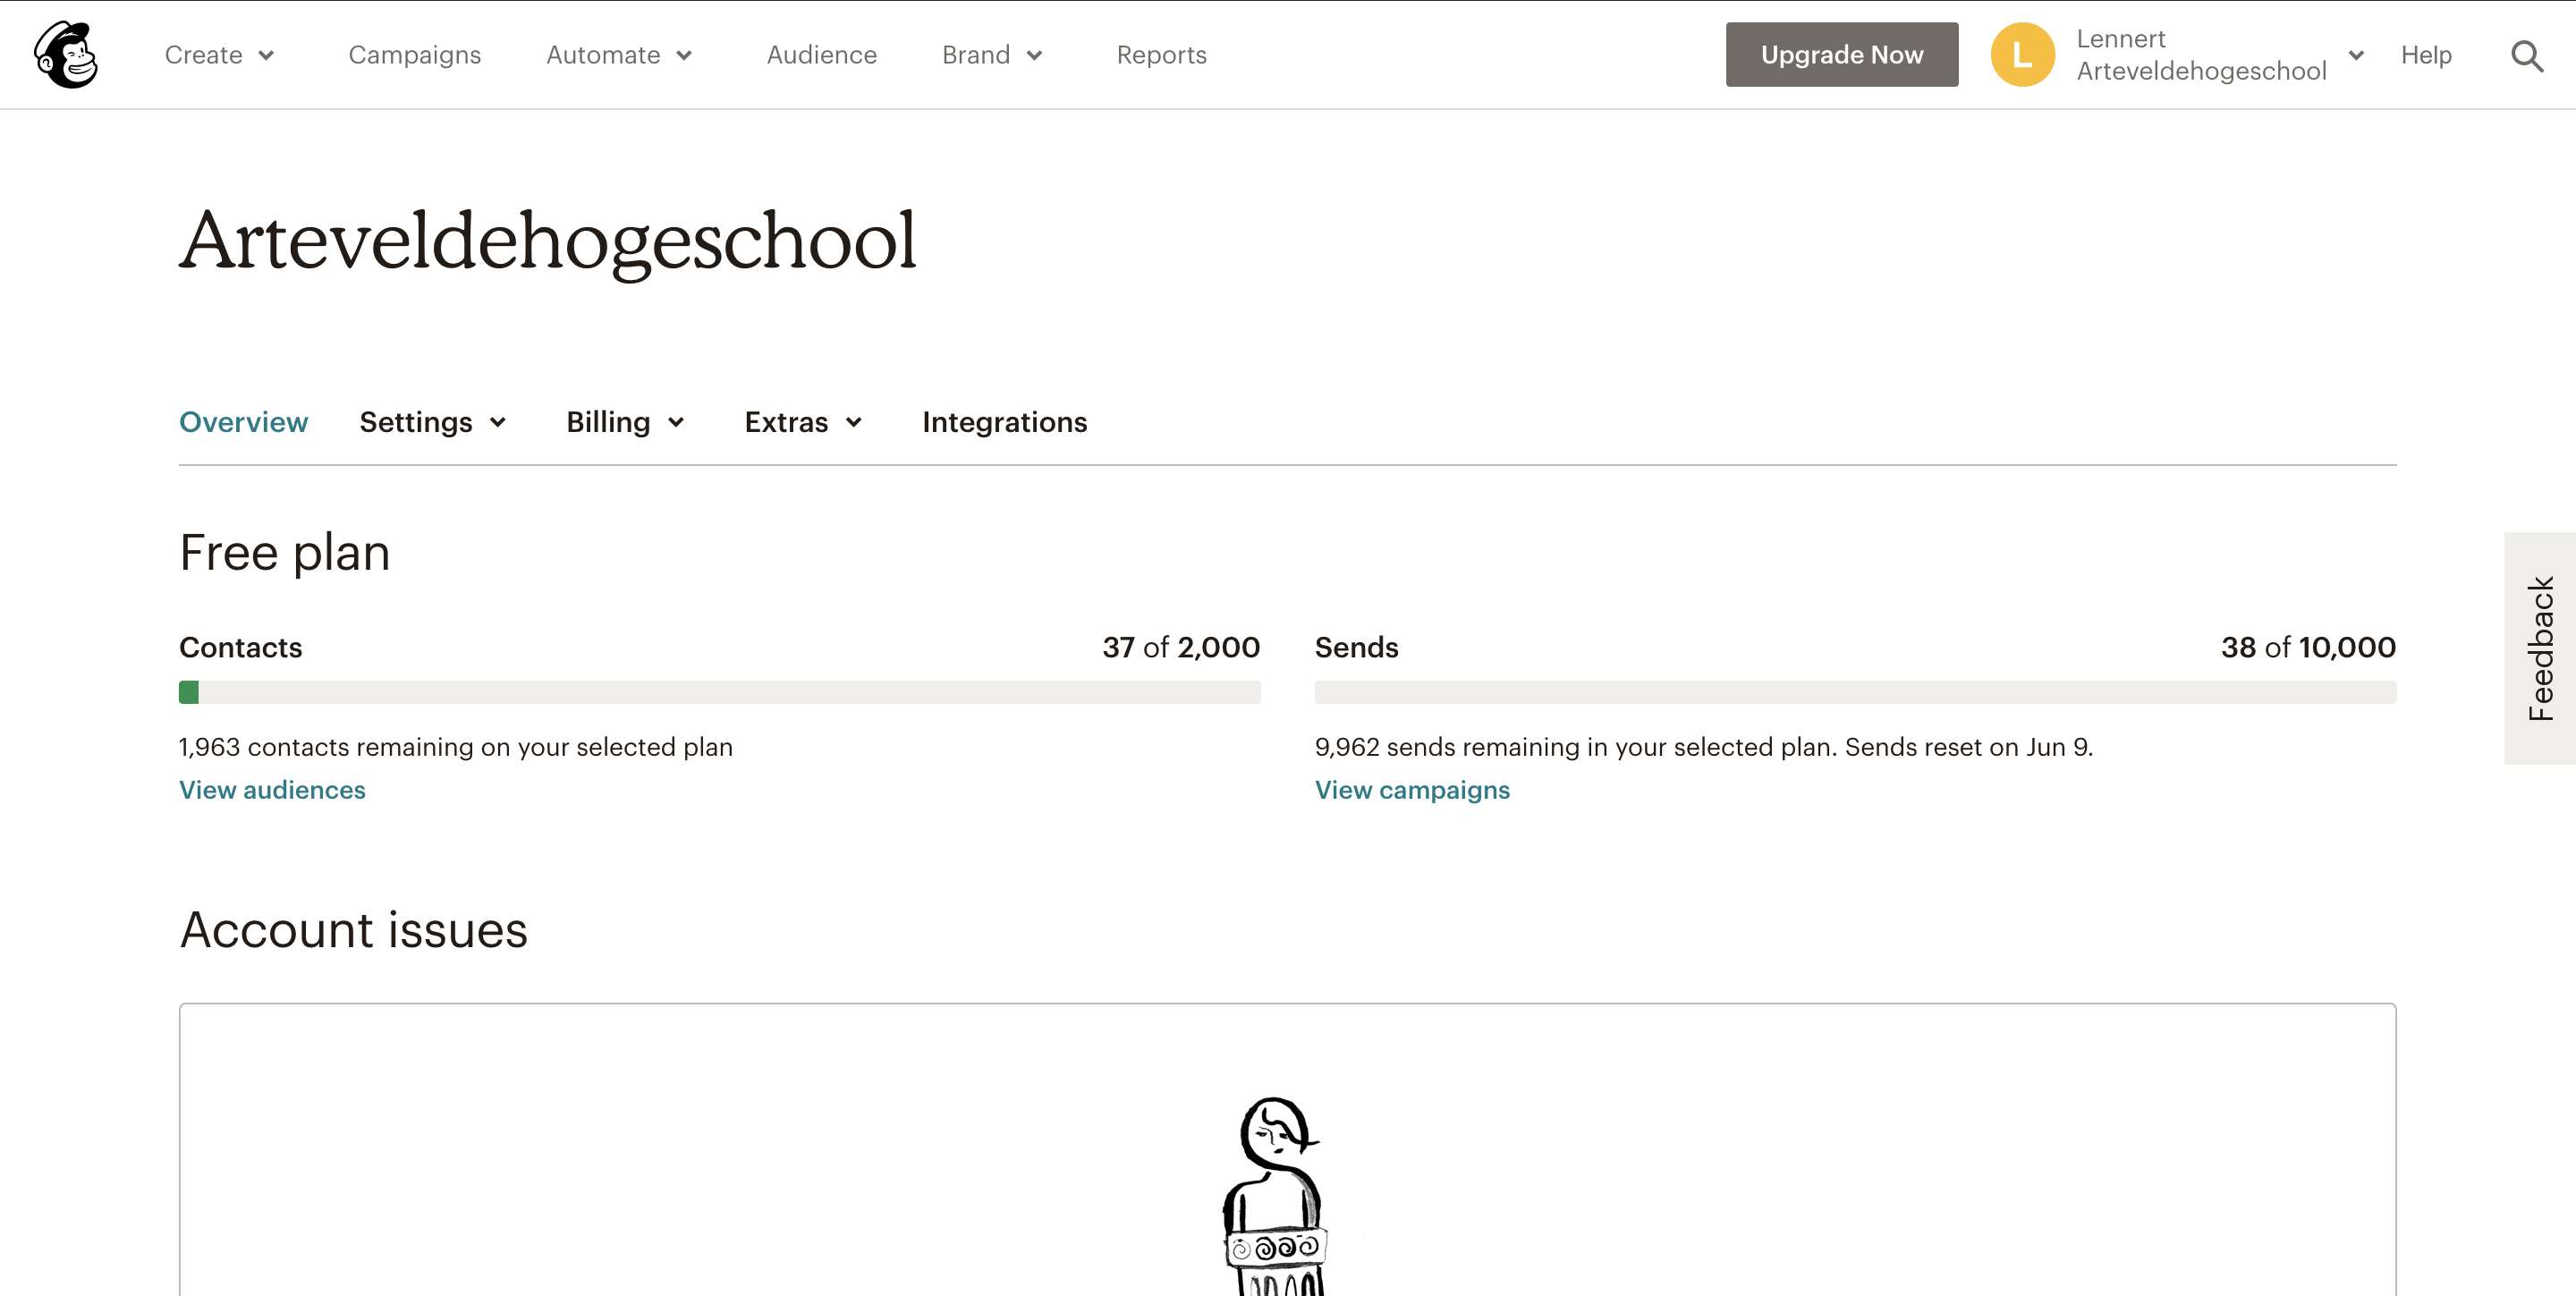 Create
Campaigns
Automate
Audience
Brand
Reports
Upgrade Now
L
Lennert
Arteveldehogeschool
Help
Arteveldehogeschool
Overview
Settings
Billing
Extras
Integrations
Free plan
Contacts
37 of 2,000
1,963 contacts remaining on your selected plan
View audiences
Sends
38 of 10,000
9,962 sends remaining in your selected plan. Sends reset on Jun 9.
View campaigns
Feedback
Account issues